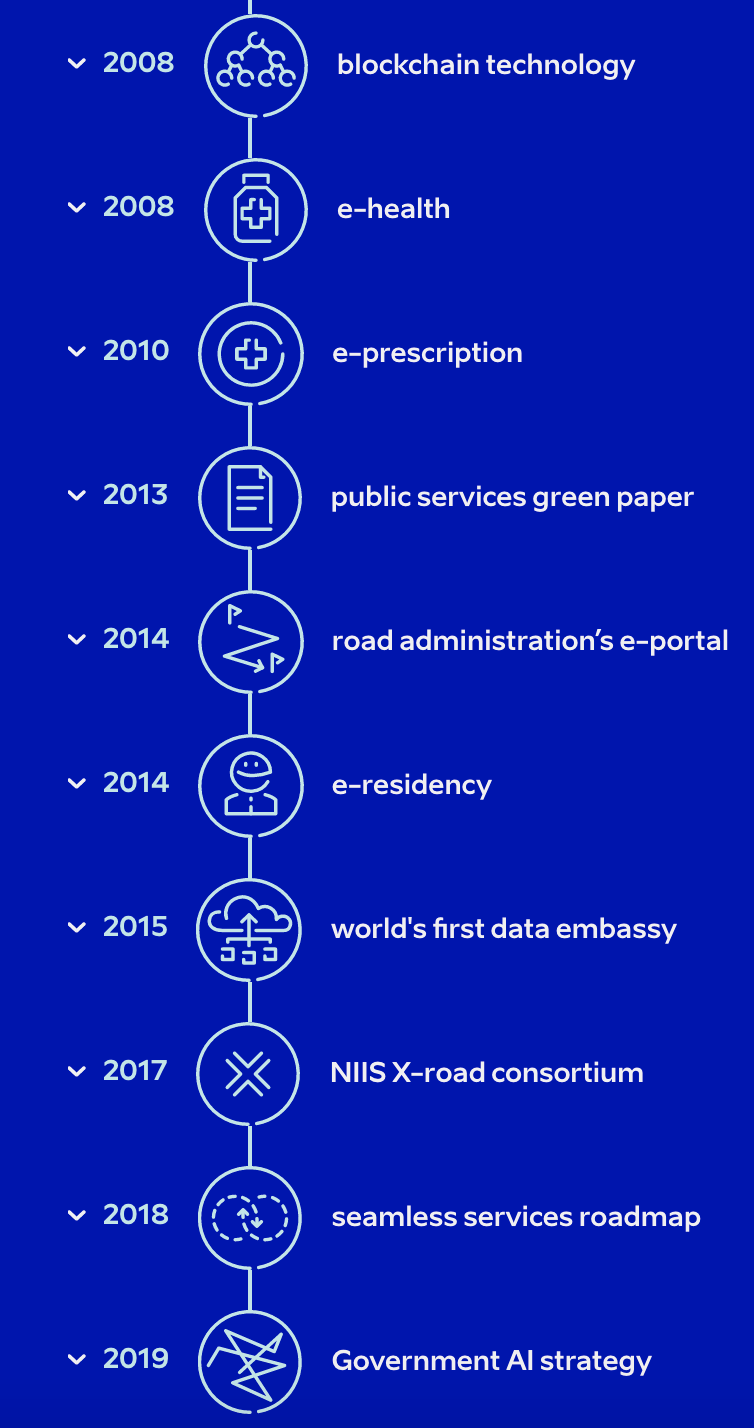 2008 blockchain technology
2008 e-health
2010 e-prescription
2013 public services green paper
2014 road administration’s e-portal
2014 e-residency
2015 world's first data embassy
2017 NIIS X-road consortium
2018 seamless services roadmap
2019 Government AI strategy